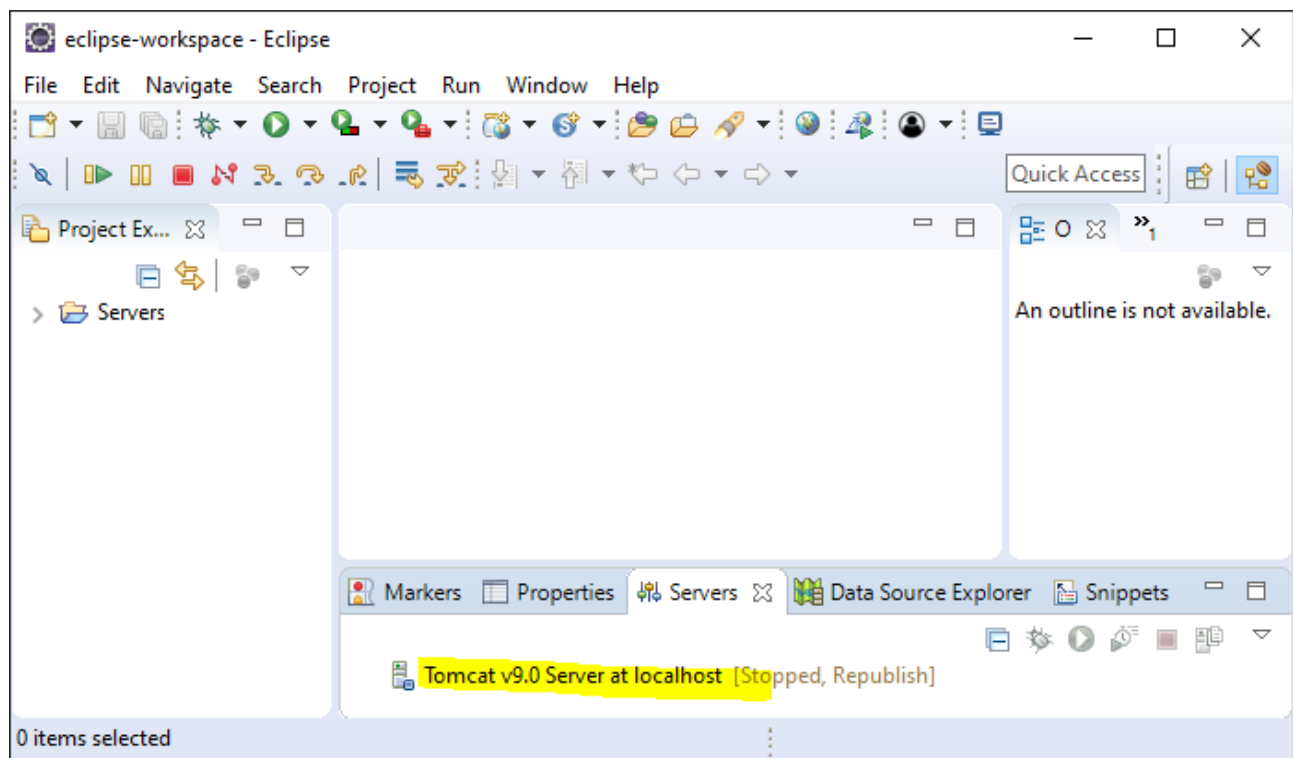 eclipse-workspace - Eclipse
File Edit Navigate Search Project Run Window Help
Quick Access
Project Ex...
O »1
Servers
An outline is not available.
Markers Properties Servers Data Source Explorer Snippets
Tomcat v9.0 Server at localhost [Stopped, Republish]
0 items selected